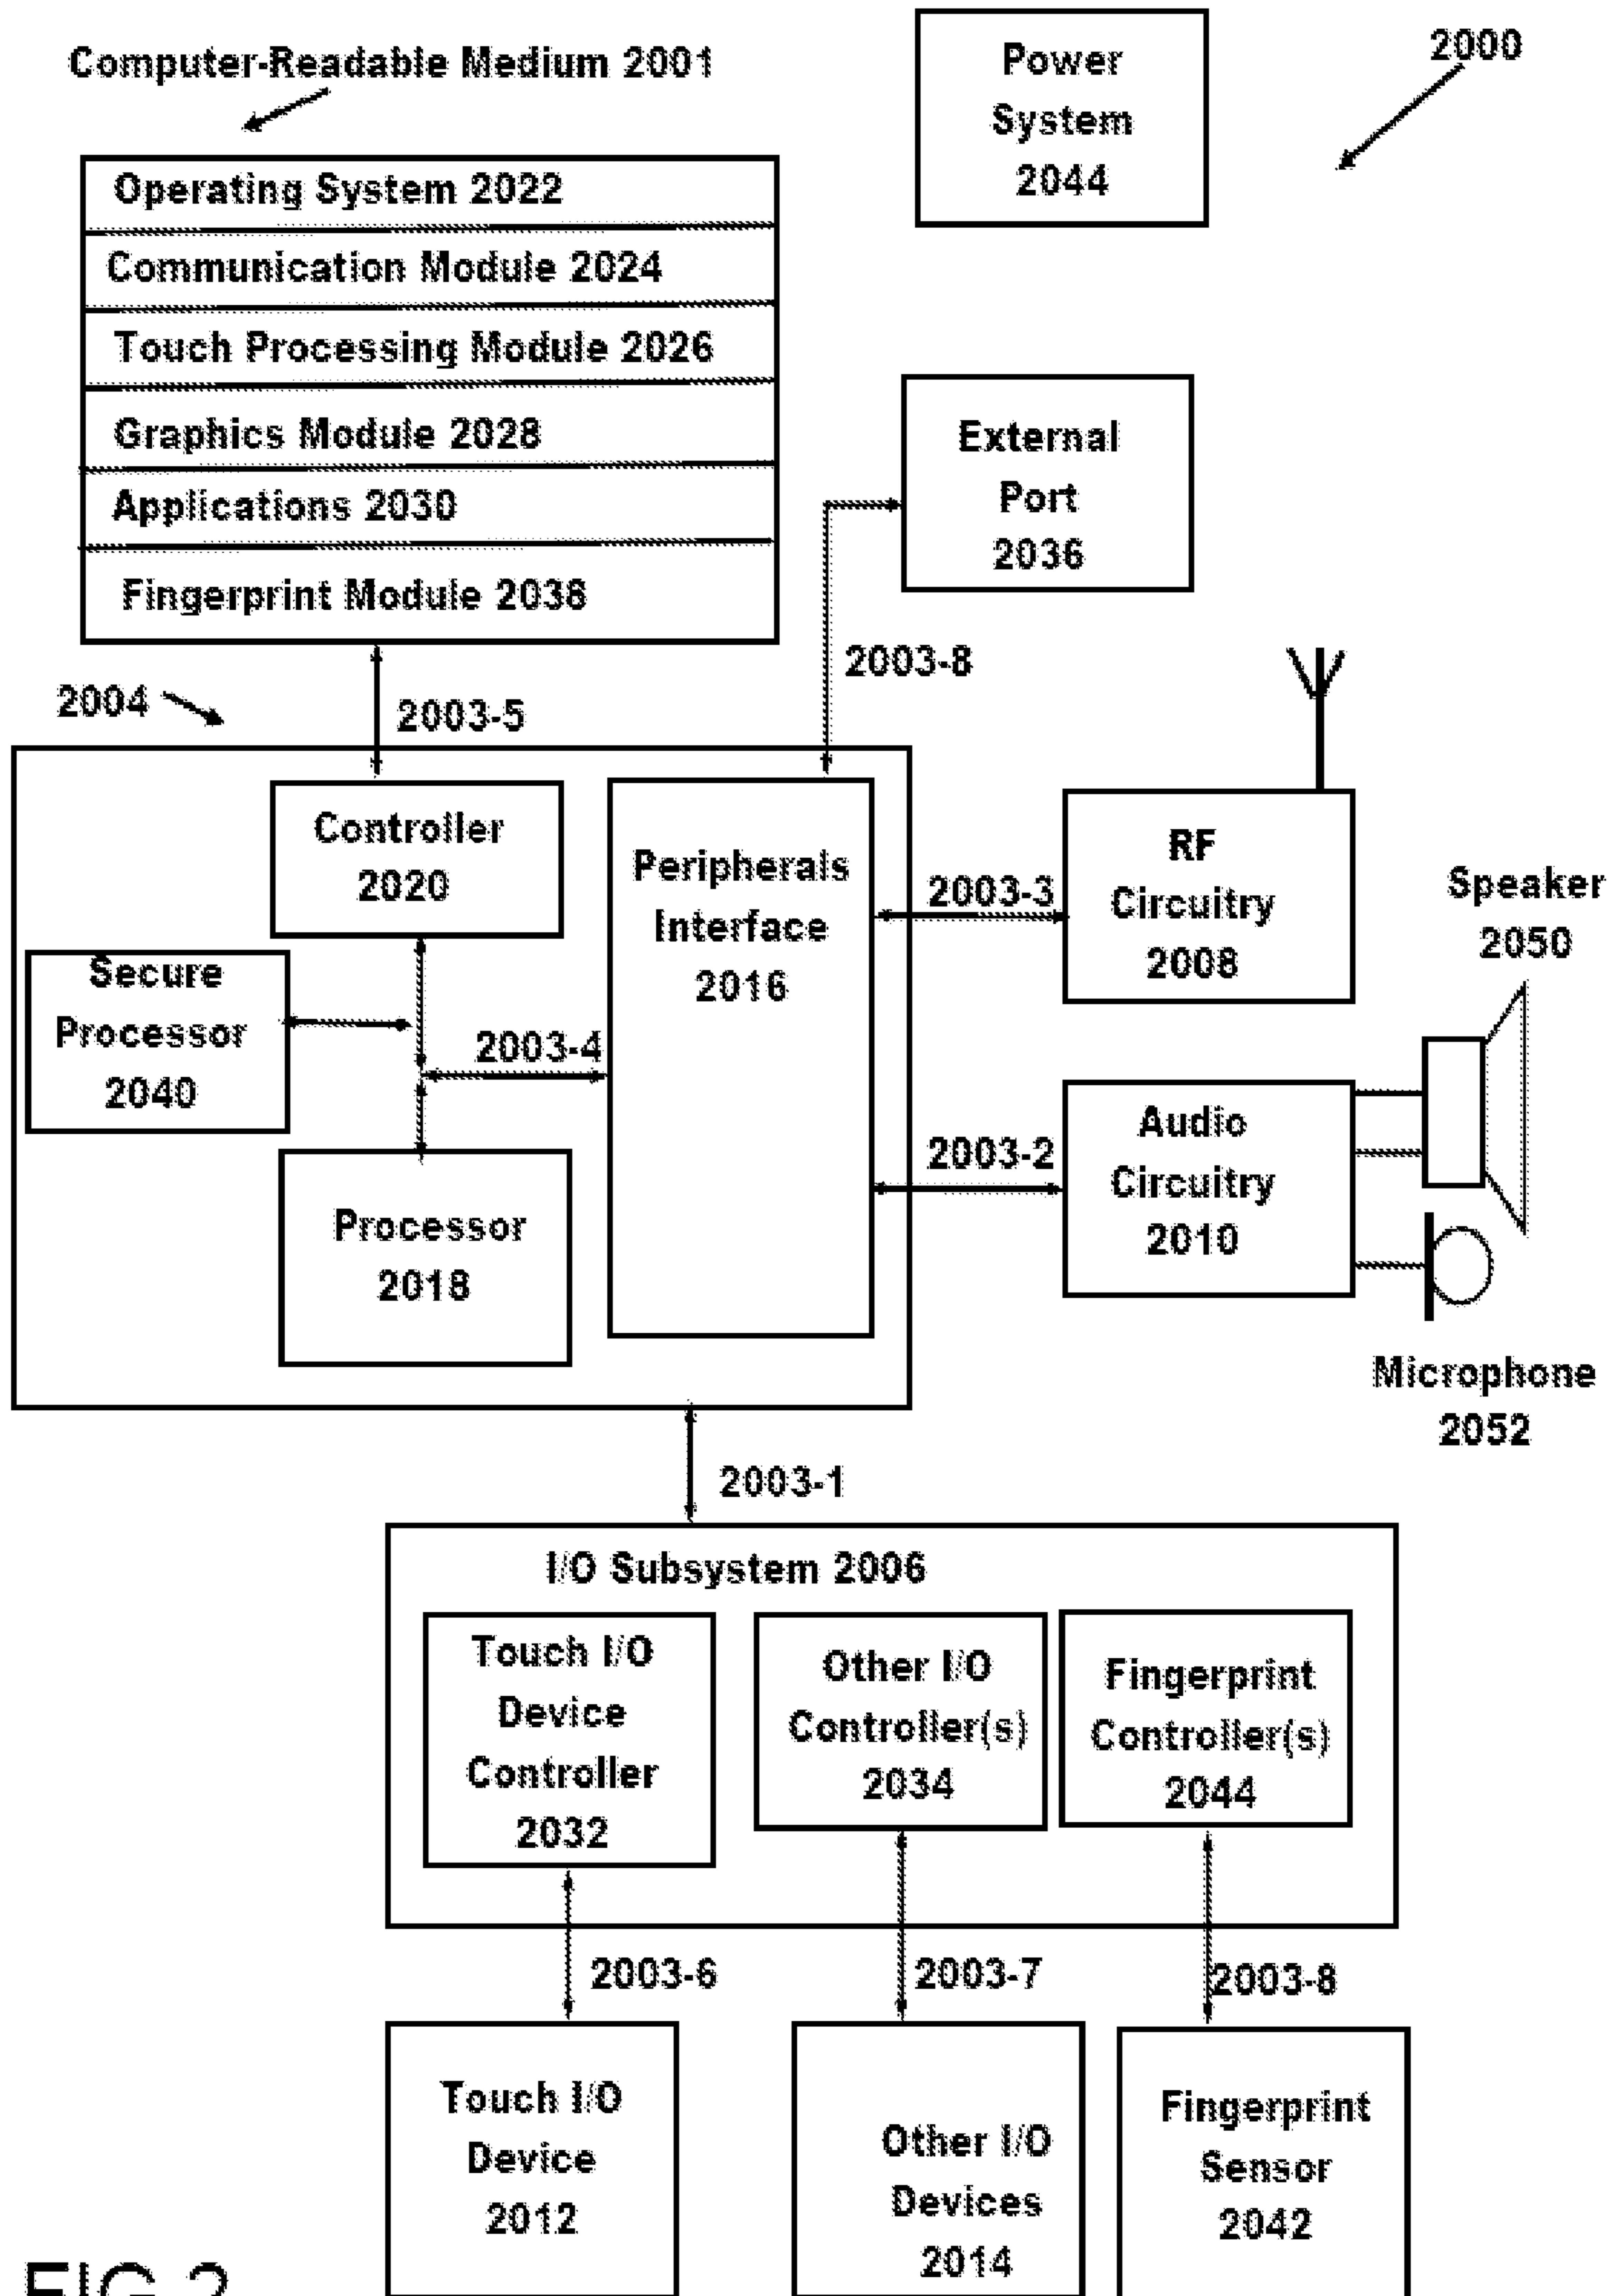 Computer-Readable Medium 2001
Power
System
2044
2000
Operating System 2022
Communication Module 2024
Touch Processing Module 2026
Graphics Module 2028
Applications 2030
Fingerprint Module 2038
External
Port
2036
2003-8
2004
2003-5
Controller
2020
Peripherals
Interface
2016
Secure
Processor
2040
2003-4
Processor
2018
2003-3
RF
Circuitry
2008
Speaker
2050
2003-2
Audio
Circuitry
2010
Microphone
2052
2003-1
I/O Subsystem 2006
Touch I/O
Device
Controller
2032
Other I/O
Controller(s)
2034
Fingerprint
Controller(s)
2044
2003-6
2003-7
2003-8
Touch I/O
Device
2012
Other I/O
Devices
2014
Fingerprint
Sensor
2042
FIG 2